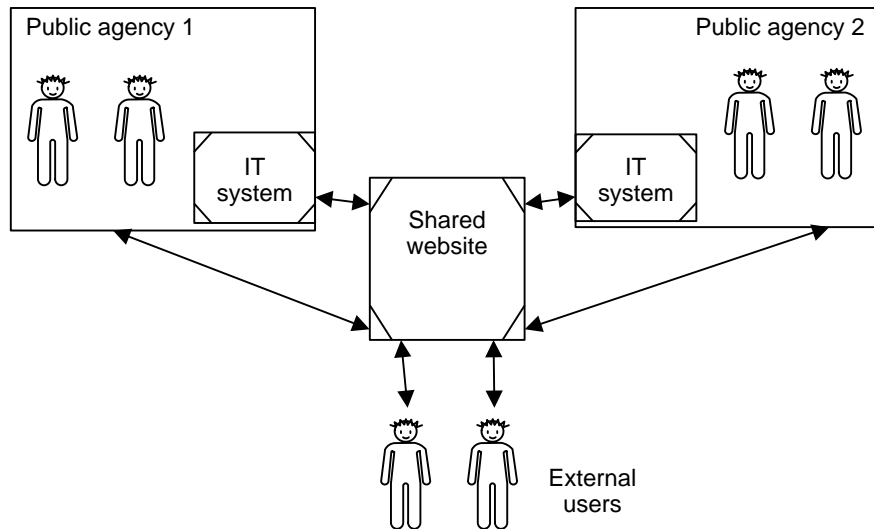 Public agency 1
Public agency 2
IT
system
IT
system
Shared
website
External
users